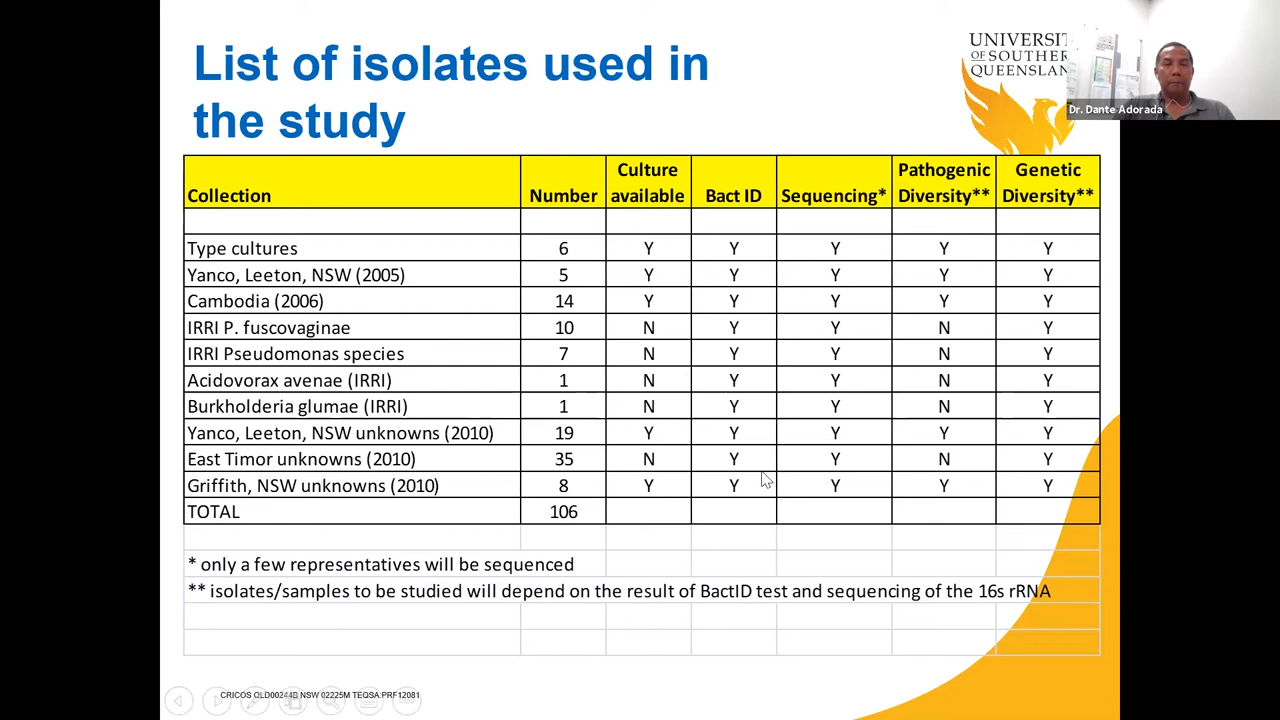 List of isolates used in
the study
UNIVERSIT
OF SOUTHER
QUEENSLAN
Dr. Dante Adorada
Collection Number Culture available Bact ID Sequencing* Pathogenic Diversity** Genetic Diversity**
Type cultures 6 Y Y Y Y Y
Yanco, Leeton, NSW (2005) 5 Y Y Y Y Y
Cambodia (2006) 14 Y Y Y Y Y
IRRI P. fuscovaginae 10 N Y Y N Y
IRRI Pseudomonas species 7 N Y Y N Y
Acidovorax avenae (IRRI) 1 N Y Y N Y
Burkholderia glumae (IRRI) 1 N Y Y N Y
Yanco, Leeton, NSW unknowns (2010) 19 Y Y Y Y Y
East Timor unknowns (2010) 35 N Y Y N Y
Griffith, NSW unknowns (2010) 8 Y Y Y Y Y
TOTAL 106
* only a few representatives will be sequenced
** isolates/samples to be studied will depend on the result of BactID test and sequencing of the 16s rRNA
CRICOS QLD00244B NSW 02225M TEQSA:PRF12081